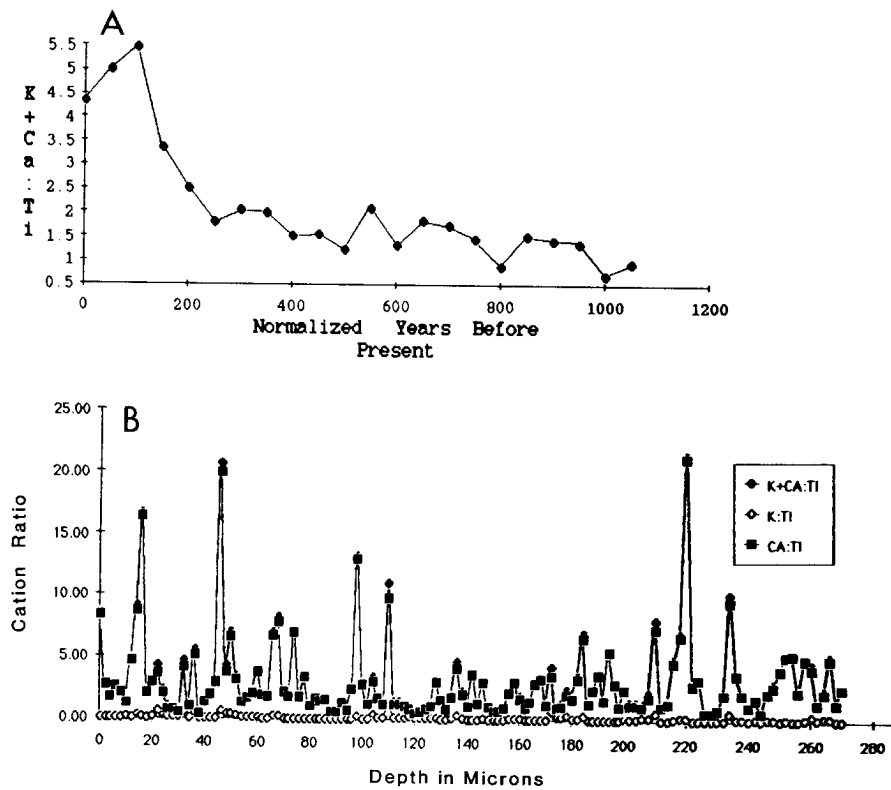 A
5.5
5
4.5
4
3.5
3
2.5
2
1.5
1
0.5
K+Ca:Ti
0 200 400 600 800 1000 1200
Normalized Years Before
Present
B
25.00
20.00
15.00
10.00
5.00
0.00
Cation Ratio
K+CA:TI
K:TI
CA:TI
0 20 40 60 80 100 120 140 160 180 200 220 240 260 280
Depth in Microns